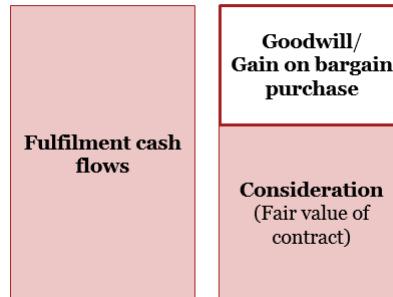 Fulfilment cash
flows
Goodwill/
Gain on bargain
purchase
Consideration
(Fair value of
contract)